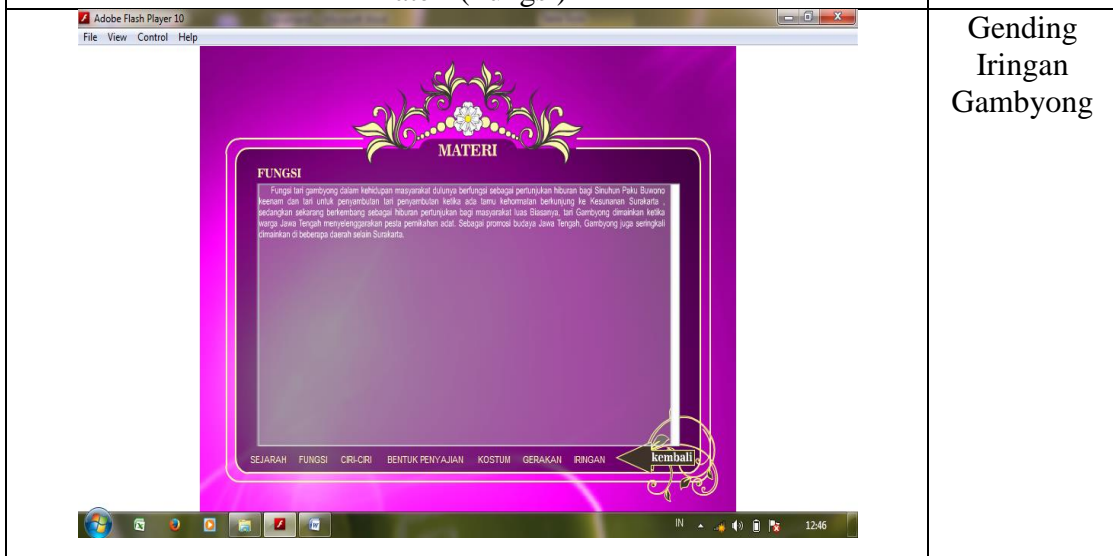 Adobe Flash Player 10
File View Control Help
MATERI
FUNGSI
Fungsi tari gambyong dalam kehidupan masyarakat dulunya berfungsi sebagai pertunjukan hiburan bagi Sinuhun Paku Buwono
keenam dan tari untuk penyambutan tari penyambutan ketika ada tamu kehormatan berkunjung ke Kesunanan Surakarta ,
sedangkan sekarang berkembang sebagai hiburan pertunjukan bagi masyarakat luas Biasanya, tari Gambyong dimainkan ketika
warga Jawa Tengah menyelenggarakan pesta pernikahan adat. Sebagai promosi budaya Jawa Tengah, Gambyong juga seringkali
dimainkan di beberapa daerah selain Surakarta.
SEJARAH FUNGSI CIRI-CIRI BENTUK PENYAJIAN KOSTUM GERAKAN IRINGAN
kembali
IN 12:46
Gending
Iringan
Gambyong